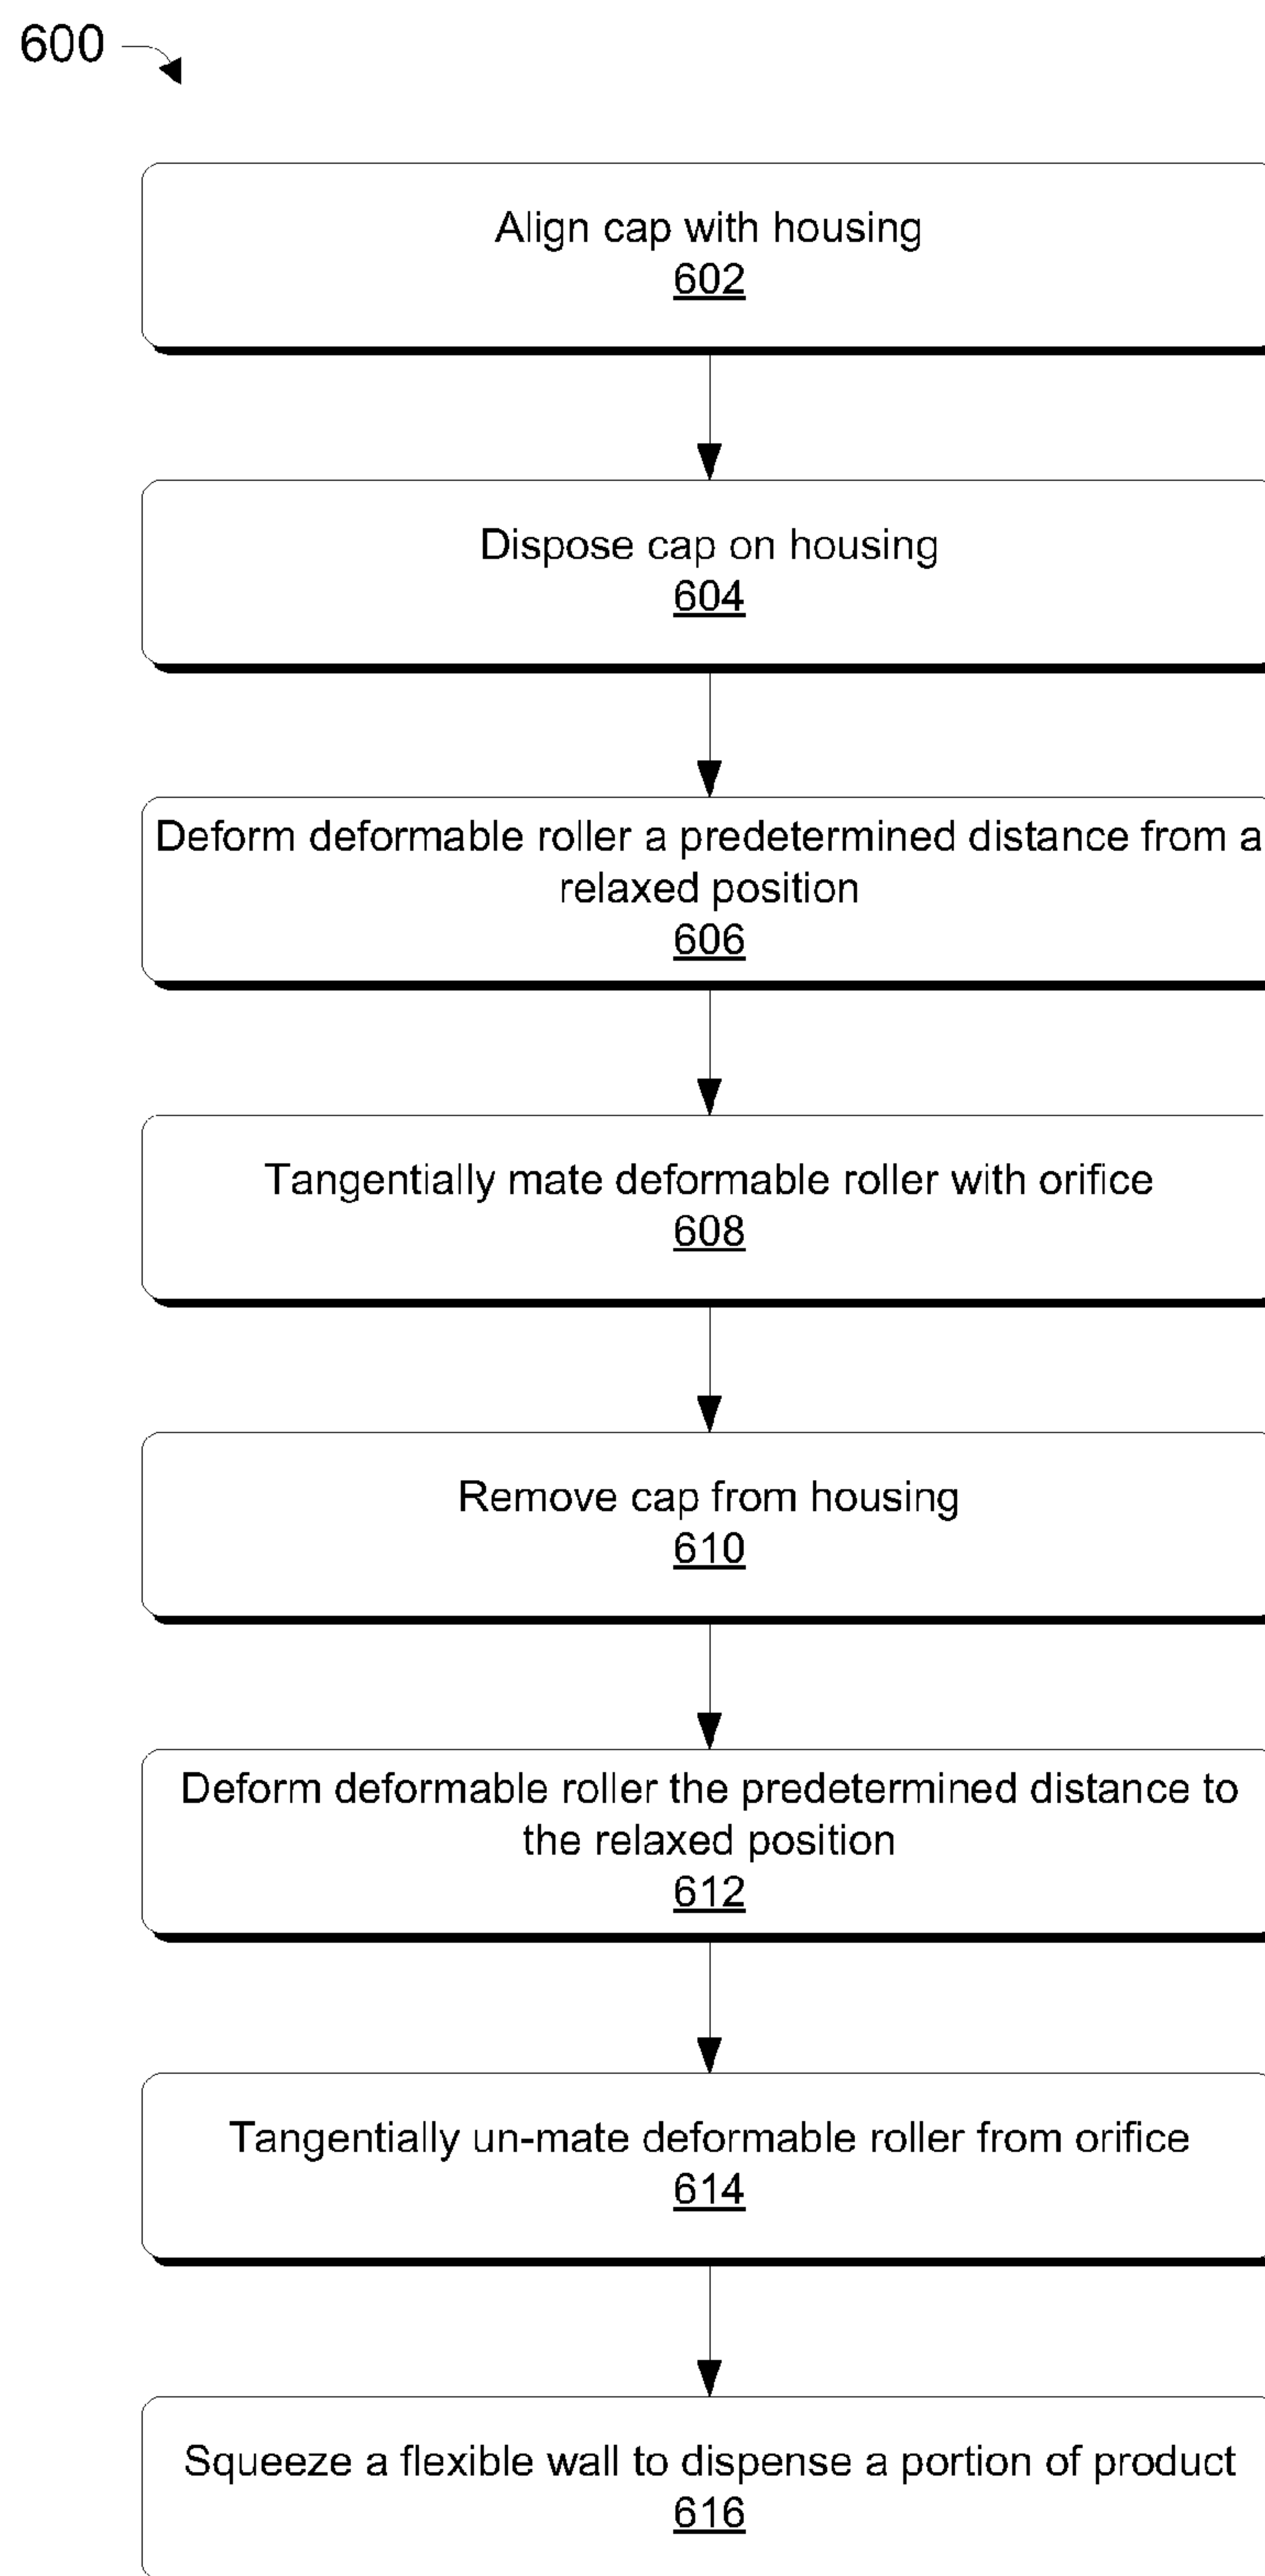 600
Align cap with housing
602
Dispose cap on housing
604
Deform deformable roller a predetermined distance from a
relaxed position
606
Tangentially mate deformable roller with orifice
608
Remove cap from housing
610
Deform deformable roller the predetermined distance to
the relaxed position
612
Tangentially un-mate deformable roller from orifice
614
Squeeze a flexible wall to dispense a portion of product
616